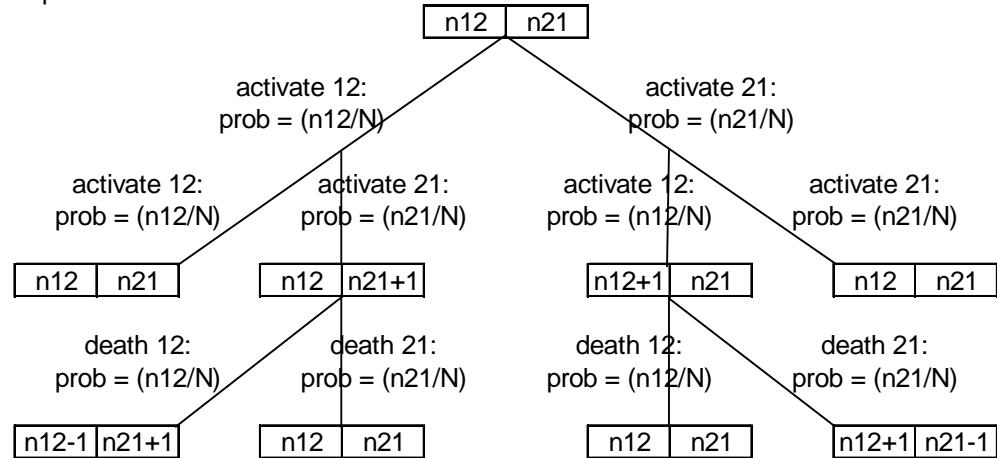 n12 n21
activate 12: activate 21:
prob = (n12/N) prob = (n21/N)
activate 12: activate 21: activate 12: activate 21:
prob = (n12/N) prob = (n21/N) prob = (n12/N) prob = (n21/N)
n12 n21 n12 n21+1 n12+1 n21 n12 n21
death 12: death 21: death 12: death 21:
prob = (n12/N) prob = (n21/N) prob = (n12/N) prob = (n21/N)
n12-1 n21+1 n12 n21 n12 n21 n12+1 n21-1